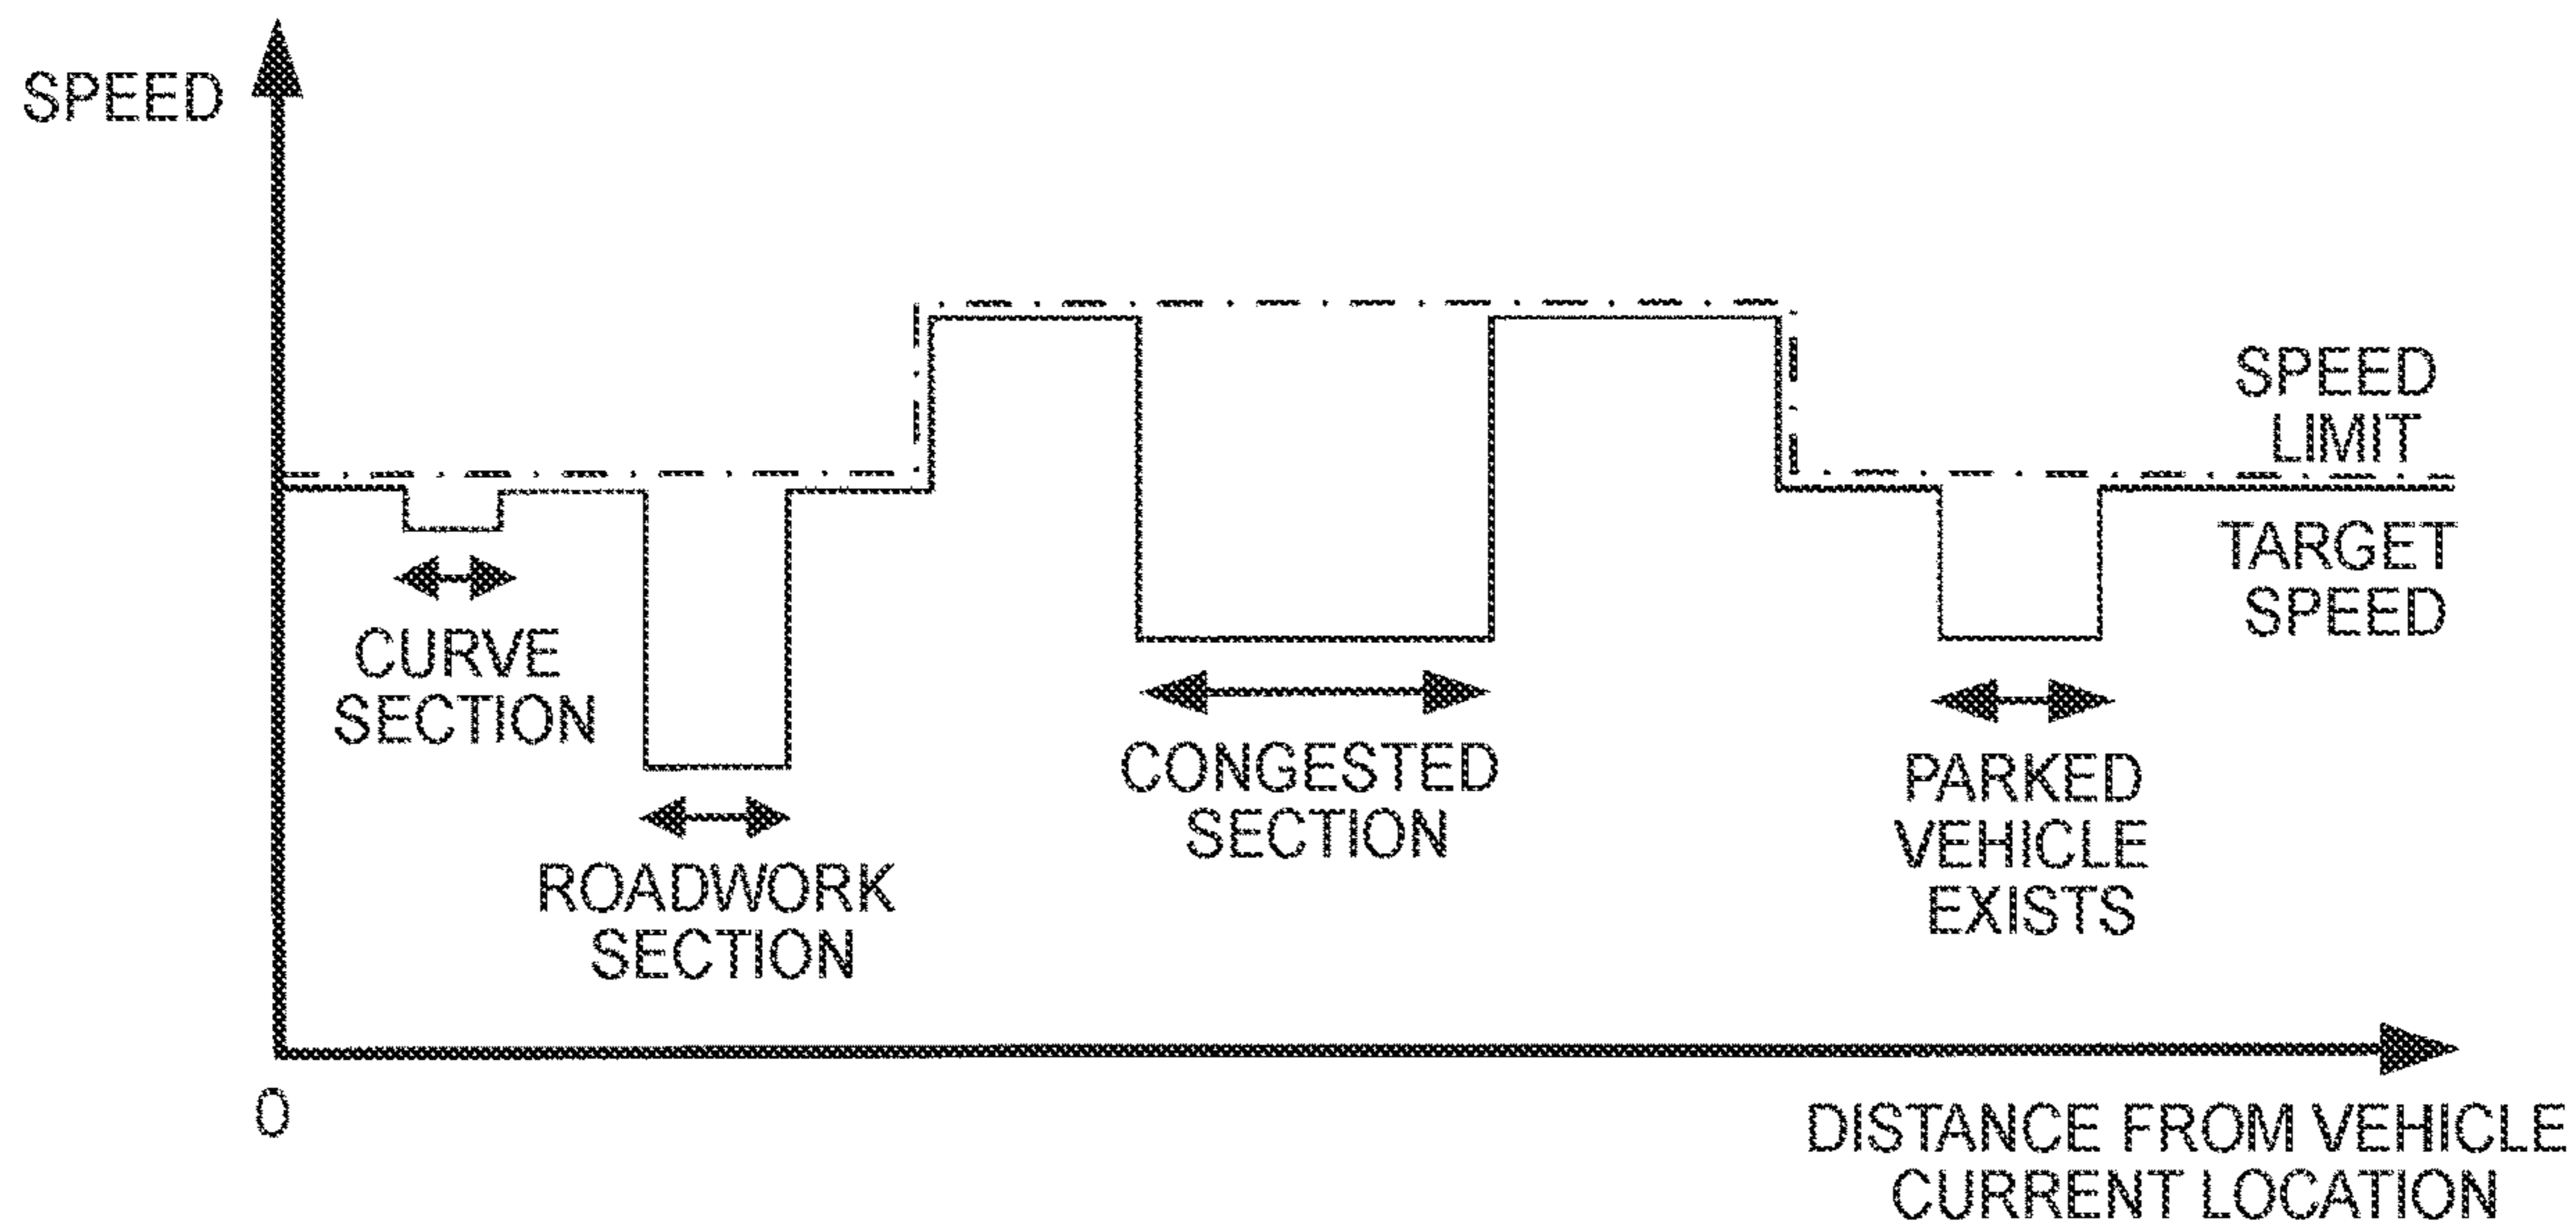 SPEED
SPEED
LIMIT
TARGET
SPEED
CURVE
SECTION
ROADWORK
SECTION
CONGESTED
SECTION
PARKED
VEHICLE
EXISTS
0
DISTANCE FROM VEHICLE
CURRENT LOCATION